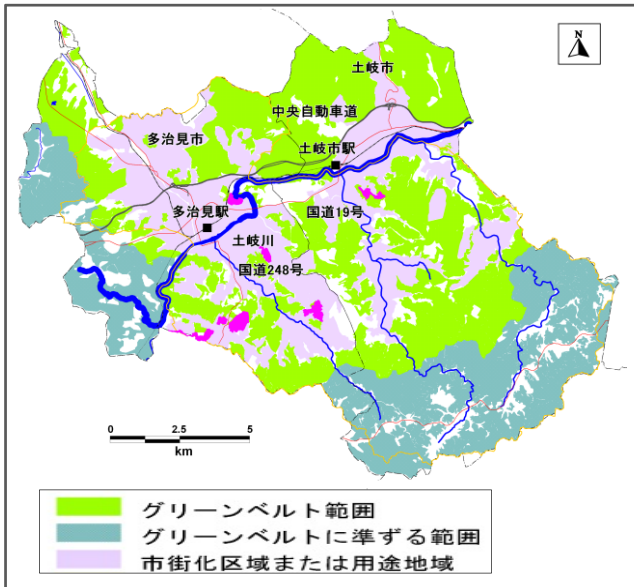 N
土岐市
中央自動車道
多治見市
土岐市駅
国道19号
多治見駅
土岐川
国道248号
0 2.5 5
km
グリーンベルト範囲
グリーンベルトに準ずる範囲
市街化区域または用途地域